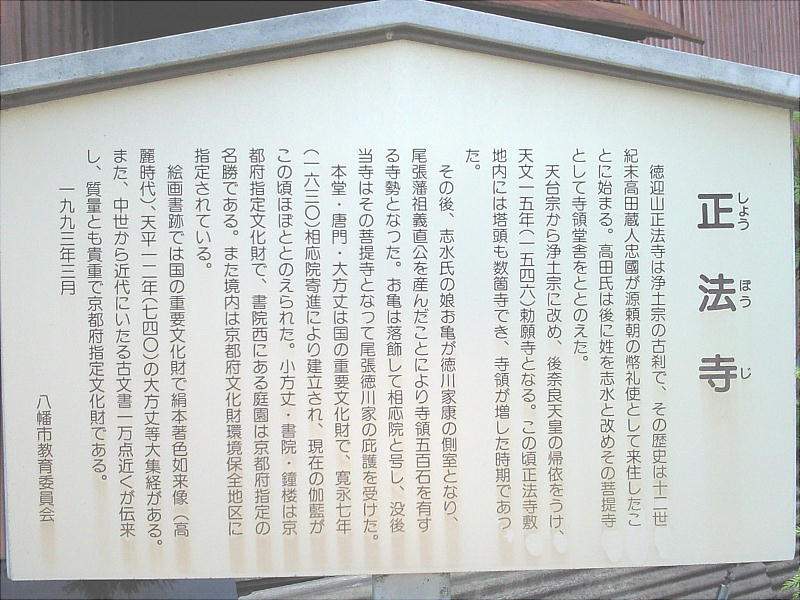 正法寺
しょう ぼう じ
徳迎山正法寺は浄土宗の古刹で、その歴史は十二世
紀末高田蔵人忠國が源頼朝の幣礼使として来住したこ
とに始まる。高田氏は後に姓を志水と改めその菩提寺
として寺領堂舎をととのえた。
天台宗から浄土宗に改め、後奈良天皇の帰依をうけ、
天文一五年(一五四六)勅願寺となる。この頃正法寺敷
地内には塔頭も数箇寺でき、寺領が増した時期であっ
た。
その後、志水氏の娘お亀が徳川家康の側室となり、
尾張藩祖義直公を産んだことにより寺領五百石を有す
る寺勢となつた。お亀は落飾して相応院と号し、没後
当寺はその菩提寺となつて尾張徳川家の庇護を受けた。
本堂・唐門・大方丈は国の重要文化財で、寛永七年
(一六三〇)相応院寄進により建立され、現在の伽藍が
この頃ほぼととのえられた。小方丈・書院・鐘楼は京
都府指定文化財で、書院西にある庭園は京都府指定の
名勝である。また境内は京都府文化財環境保全地区に
指定されている。
絵画書跡では国の重要文化財で絹本著色如来像(高
麗時代)、天平一二年(七四〇)の大方丈等大集経がある。
また、中世から近代にいたる古文書一万点近くが伝来
し、質量とも貴重で京都府指定文化財である。
一九九三年三月
八幡市教育委員会